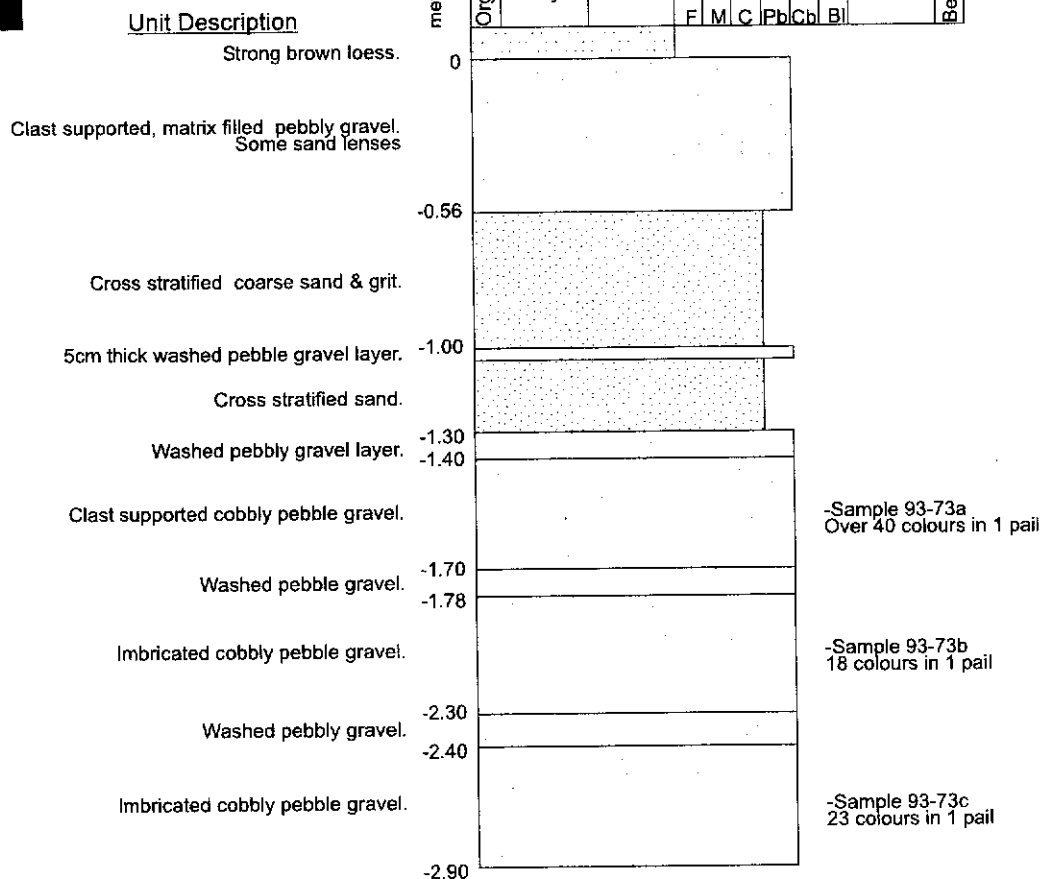 Unit Description
F M C Pb Cb Bl
Strong brown loess.
0
Clast supported, matrix filled pebbly gravel.
Some sand lenses
-0.56
Cross stratified coarse sand & grit.
-1.00
5cm thick washed pebble gravel layer.
Cross stratified sand.
-1.30
Washed pebbly gravel layer.
-1.40
Clast supported cobbly pebble gravel.
-Sample 93-73a
Over 40 colours in 1 pail
-1.70
Washed pebble gravel.
-1.78
Imbricated cobbly pebble gravel.
-Sample 93-73b
18 colours in 1 pail
-2.30
Washed pebbly gravel.
-2.40
Imbricated cobbly pebble gravel.
-Sample 93-73c
23 colours in 1 pail
-2.90